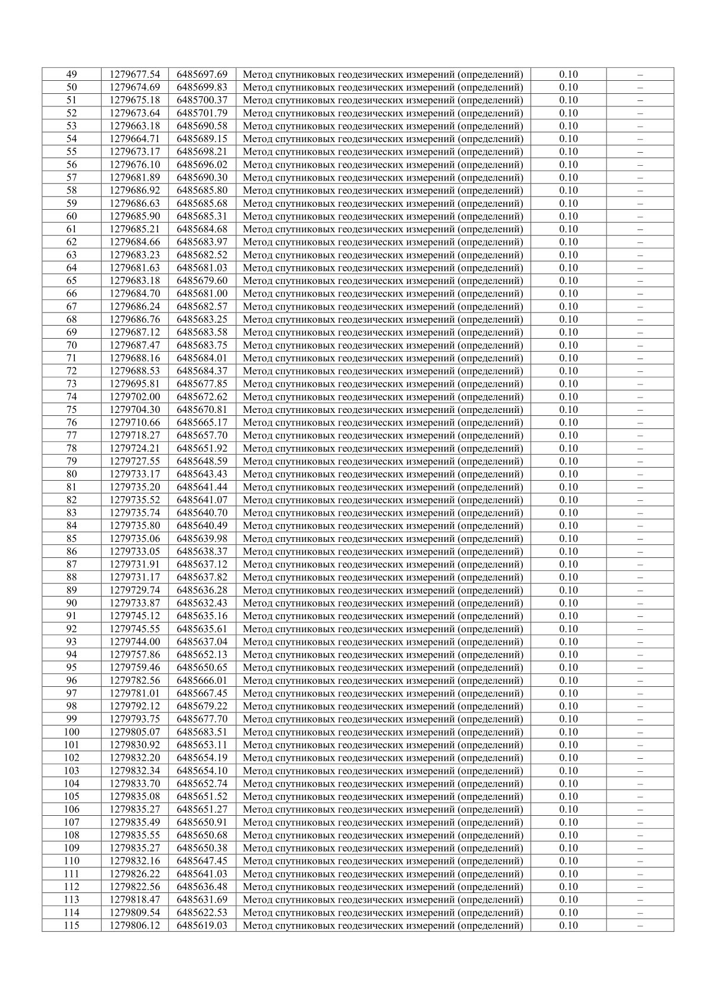 49 1279677.54 6485697.69 Метод спутниковых геодезических измерений (определений) 0.10 –
50 1279674.69 6485699.83 Метод спутниковых геодезических измерений (определений) 0.10 –
51 1279675.18 6485700.37 Метод спутниковых геодезических измерений (определений) 0.10 –
52 1279673.64 6485701.79 Метод спутниковых геодезических измерений (определений) 0.10 –
53 1279663.18 6485690.58 Метод спутниковых геодезических измерений (определений) 0.10 –
54 1279664.71 6485689.15 Метод спутниковых геодезических измерений (определений) 0.10 –
55 1279673.17 6485698.21 Метод спутниковых геодезических измерений (определений) 0.10 –
56 1279676.10 6485696.02 Метод спутниковых геодезических измерений (определений) 0.10 –
57 1279681.89 6485690.30 Метод спутниковых геодезических измерений (определений) 0.10 –
58 1279686.92 6485685.80 Метод спутниковых геодезических измерений (определений) 0.10 –
59 1279686.63 6485685.68 Метод спутниковых геодезических измерений (определений) 0.10 –
60 1279685.90 6485685.31 Метод спутниковых геодезических измерений (определений) 0.10 –
61 1279685.21 6485684.68 Метод спутниковых геодезических измерений (определений) 0.10 –
62 1279684.66 6485683.97 Метод спутниковых геодезических измерений (определений) 0.10 –
63 1279683.23 6485682.52 Метод спутниковых геодезических измерений (определений) 0.10 –
64 1279681.63 6485681.03 Метод спутниковых геодезических измерений (определений) 0.10 –
65 1279683.18 6485679.60 Метод спутниковых геодезических измерений (определений) 0.10 –
66 1279684.70 6485681.00 Метод спутниковых геодезических измерений (определений) 0.10 –
67 1279686.24 6485682.57 Метод спутниковых геодезических измерений (определений) 0.10 –
68 1279686.76 6485683.25 Метод спутниковых геодезических измерений (определений) 0.10 –
69 1279687.12 6485683.58 Метод спутниковых геодезических измерений (определений) 0.10 –
70 1279687.47 6485683.75 Метод спутниковых геодезических измерений (определений) 0.10 –
71 1279688.16 6485684.01 Метод спутниковых геодезических измерений (определений) 0.10 –
72 1279688.53 6485684.37 Метод спутниковых геодезических измерений (определений) 0.10 –
73 1279695.81 6485677.85 Метод спутниковых геодезических измерений (определений) 0.10 –
74 1279702.00 6485672.62 Метод спутниковых геодезических измерений (определений) 0.10 –
75 1279704.30 6485670.81 Метод спутниковых геодезических измерений (определений) 0.10 –
76 1279710.66 6485665.17 Метод спутниковых геодезических измерений (определений) 0.10 –
77 1279718.27 6485657.70 Метод спутниковых геодезических измерений (определений) 0.10 –
78 1279724.21 6485651.92 Метод спутниковых геодезических измерений (определений) 0.10 –
79 1279727.55 6485648.59 Метод спутниковых геодезических измерений (определений) 0.10 –
80 1279733.17 6485643.43 Метод спутниковых геодезических измерений (определений) 0.10 –
81 1279735.20 6485641.44 Метод спутниковых геодезических измерений (определений) 0.10 –
82 1279735.52 6485641.07 Метод спутниковых геодезических измерений (определений) 0.10 –
83 1279735.74 6485640.70 Метод спутниковых геодезических измерений (определений) 0.10 –
84 1279735.80 6485640.49 Метод спутниковых геодезических измерений (определений) 0.10 –
85 1279735.06 6485639.98 Метод спутниковых геодезических измерений (определений) 0.10 –
86 1279733.05 6485638.37 Метод спутниковых геодезических измерений (определений) 0.10 –
87 1279731.91 6485637.12 Метод спутниковых геодезических измерений (определений) 0.10 –
88 1279731.17 6485637.82 Метод спутниковых геодезических измерений (определений) 0.10 –
89 1279729.74 6485636.28 Метод спутниковых геодезических измерений (определений) 0.10 –
90 1279733.87 6485632.43 Метод спутниковых геодезических измерений (определений) 0.10 –
91 1279745.12 6485635.16 Метод спутниковых геодезических измерений (определений) 0.10 –
92 1279745.55 6485635.61 Метод спутниковых геодезических измерений (определений) 0.10 –
93 1279744.00 6485637.04 Метод спутниковых геодезических измерений (определений) 0.10 –
94 1279757.86 6485652.13 Метод спутниковых геодезических измерений (определений) 0.10 –
95 1279759.46 6485650.65 Метод спутниковых геодезических измерений (определений) 0.10 –
96 1279782.56 6485666.01 Метод спутниковых геодезических измерений (определений) 0.10 –
97 1279781.01 6485667.45 Метод спутниковых геодезических измерений (определений) 0.10 –
98 1279792.12 6485679.22 Метод спутниковых геодезических измерений (определений) 0.10 –
99 1279793.75 6485677.70 Метод спутниковых геодезических измерений (определений) 0.10 –
100 1279805.07 6485683.51 Метод спутниковых геодезических измерений (определений) 0.10 –
101 1279830.92 6485653.11 Метод спутниковых геодезических измерений (определений) 0.10 –
102 1279832.20 6485654.19 Метод спутниковых геодезических измерений (определений) 0.10 –
103 1279832.34 6485654.10 Метод спутниковых геодезических измерений (определений) 0.10 –
104 1279833.70 6485652.74 Метод спутниковых геодезических измерений (определений) 0.10 –
105 1279835.08 6485651.52 Метод спутниковых геодезических измерений (определений) 0.10 –
106 1279835.27 6485651.27 Метод спутниковых геодезических измерений (определений) 0.10 –
107 1279835.49 6485650.91 Метод спутниковых геодезических измерений (определений) 0.10 –
108 1279835.55 6485650.68 Метод спутниковых геодезических измерений (определений) 0.10 –
109 1279835.27 6485650.38 Метод спутниковых геодезических измерений (определений) 0.10 –
110 1279832.16 6485647.45 Метод спутниковых геодезических измерений (определений) 0.10 –
111 1279826.22 6485641.03 Метод спутниковых геодезических измерений (определений) 0.10 –
112 1279822.56 6485636.48 Метод спутниковых геодезических измерений (определений) 0.10 –
113 1279818.47 6485631.69 Метод спутниковых геодезических измерений (определений) 0.10 –
114 1279809.54 6485622.53 Метод спутниковых геодезических измерений (определений) 0.10 –
115 1279806.12 6485619.03 Метод спутниковых геодезических измерений (определений) 0.10 –